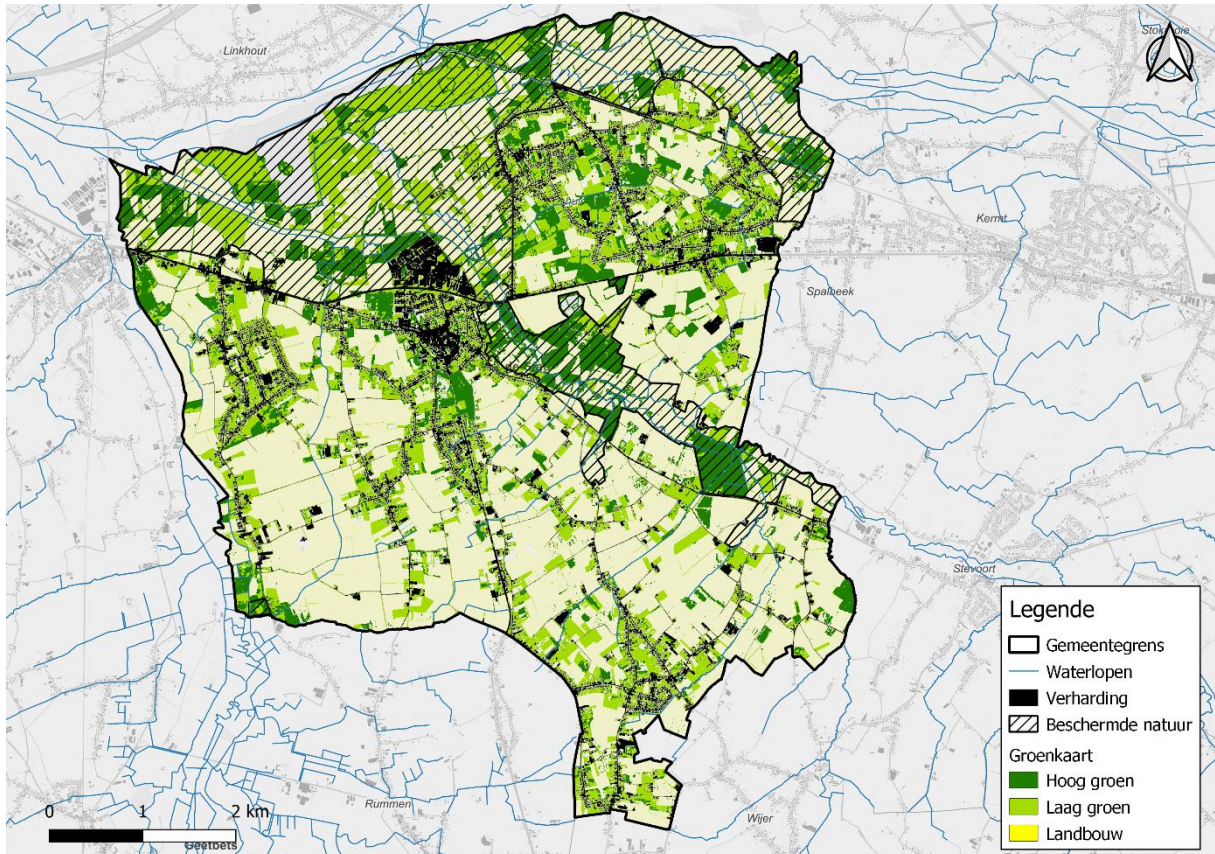 Linkhout
Stok
Kermt
Spalbeek
Stevoort
Rummen
Wijer
Geetbets
0 1 2 km
Legende
Gemeentegrens
Waterlopen
Verharding
Beschermde natuur
Groenkaart
Hoog groen
Laag groen
Landbouw